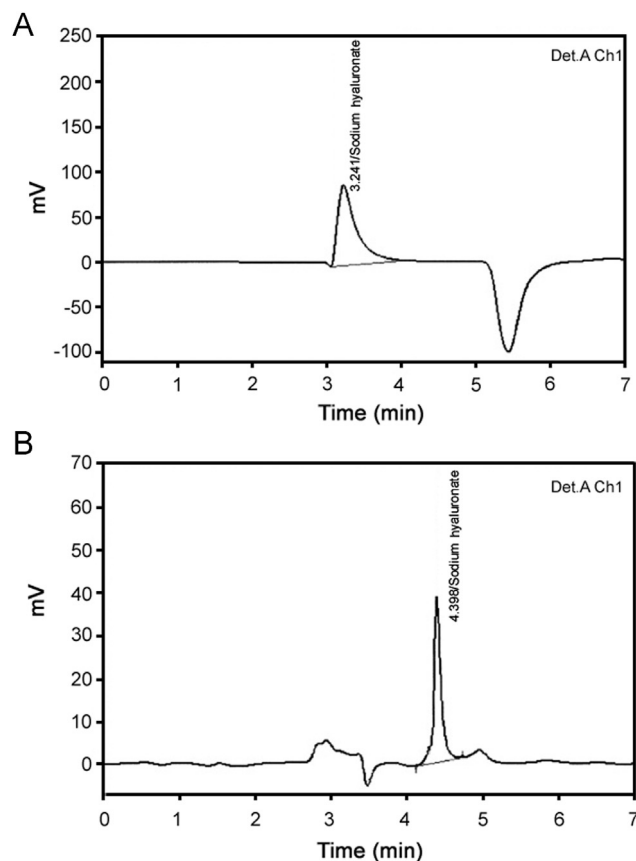 A
250
200
150
100
50
0
-50
-100
mV
3.241/Sodium hyaluronate
Det.A Ch1
0 1 2 3 4 5 6 7
Time (min)
B
70
60
50
40
30
20
10
0
mV
4.398/Sodium hyaluronate
Det.A Ch1
0 1 2 3 4 5 6 7
Time (min)